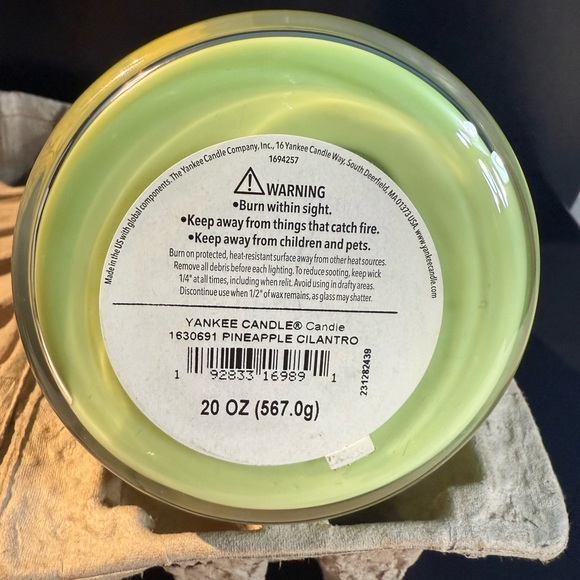 Made in the US with global components. The Yankee Candle Company, Inc., 16 Yankee Candle Way, South Deerfield, MA 01373 USA. www.yankeecandle.com
1694257
WARNING
•Burn within sight.
•Keep away from things that catch fire.
•Keep away from children and pets.
Burn on protected, heat-resistant surface away from other heat sources.
Remove all debris before each lighting. To reduce sooting, keep wick
1/4" at all times, including when relit. Avoid using in drafty areas.
Discontinue use when 1/2" of wax remains, as glass may shatter.
YANKEE CANDLE® Candle
1630691 PINEAPPLE CILANTRO
1 92833 16989 1
231282439
20 OZ (567.0g)